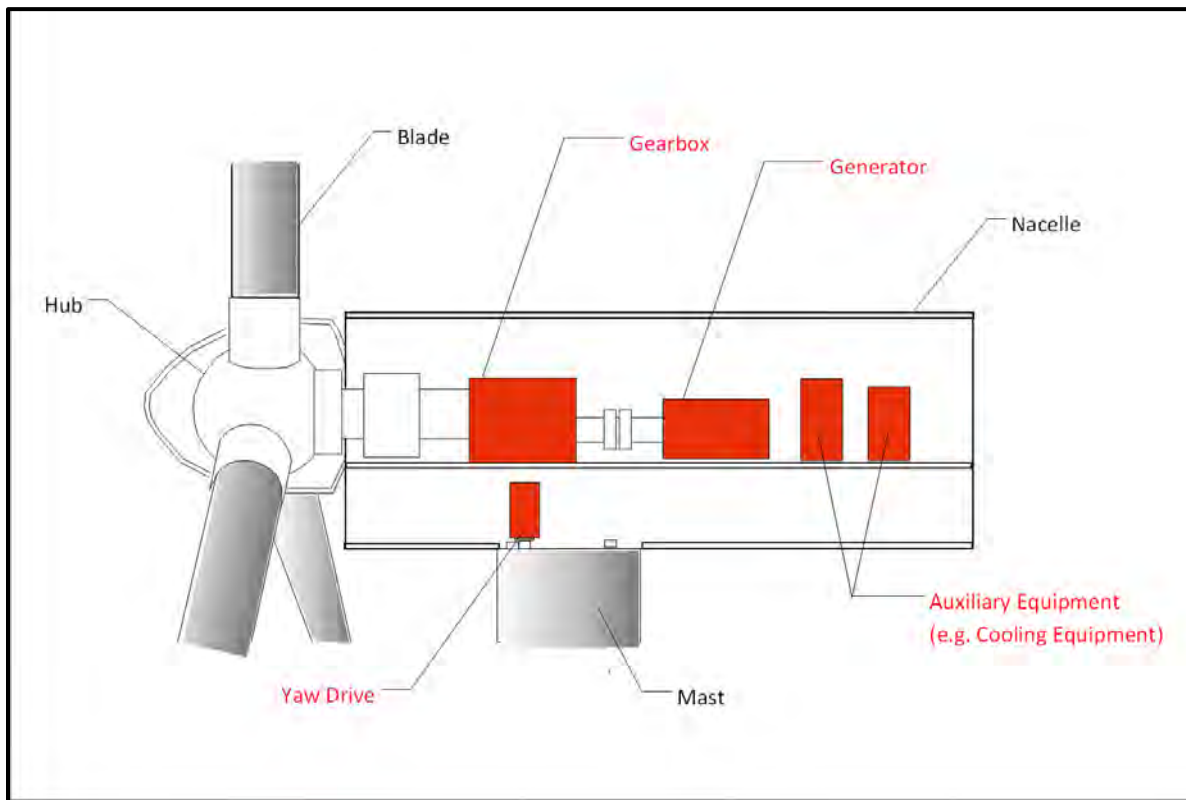 Blade
Gearbox
Generator
Nacelle
Hub
Auxiliary Equipment
(e.g. Cooling Equipment)
Yaw Drive
Mast